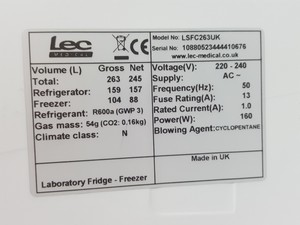 Lec
MEDICAL
CE
Model No: LSFC263UK
Serial No: 10880523444410676
www.lec-medical.co.uk
Volume (L) Gross Net
Total: 263 245
Refrigerator: 159 157
Freezer: 104 88
Refrigerant: R600a (GWP 3)
Gas mass: 54g (CO2: 0,16kg)
Climate class: N
Laboratory Fridge - Freezer
Voltage(V): 220 - 240
Supply: AC ~
Frequency(Hz): 50
Fuse Rating(A): 13
Rated Current(A): 1.0
Power(W): 160
Blowing Agent: CYCLOPENTANE
Made in UK